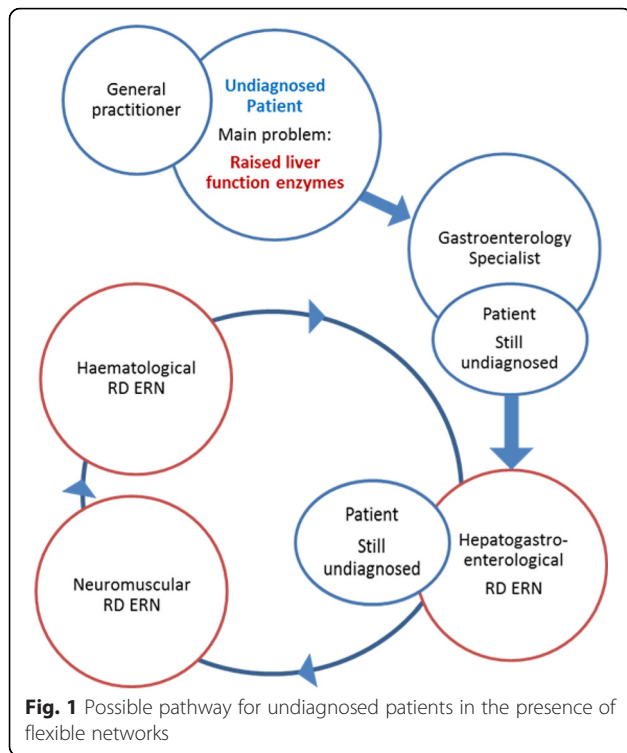 General
practitioner
Undiagnosed
Patient
Main problem:
Raised liver
function enzymes
Gastroenterology
Specialist
Patient
Still
undiagnosed
Haematological
RD ERN
Patient
Still
undiagnosed
Hepatogastro-
enterological
RD ERN
Neuromuscular
RD ERN
Fig. 1 Possible pathway for undiagnosed patients in the presence of
flexible networks